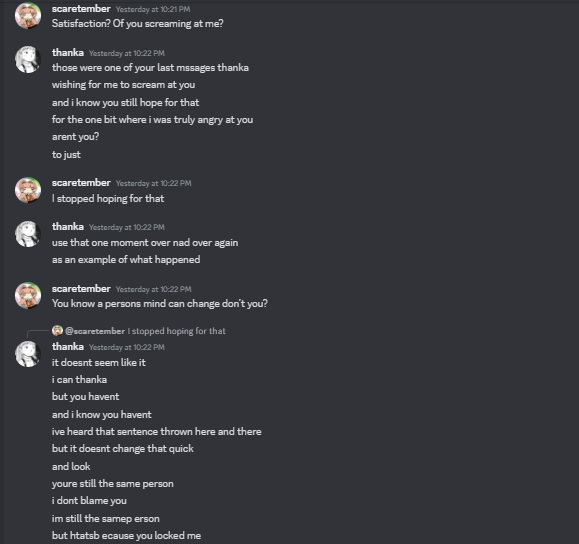 scaretember Yesterday at 10:21 PM
Satisfaction? Of you screaming at me?
thanka Yesterday at 10:22 PM
those were one of your last mssages thanka
wishing for me to scream at you
and i know you still hope for that
for the one bit where i was truly angry at you
arent you?
to just
scaretember Yesterday at 10:22 PM
I stopped hoping for that
thanka Yesterday at 10:22 PM
use that one moment over nad over again
as an example of what happened
scaretember Yesterday at 10:22 PM
You know a persons mind can change don't you?
@scaretember I stopped hoping for that
thanka Yesterday at 10:22 PM
it doesnt seem like it
i can thanka
but you havent
and i know you havent
ive heard that sentence thrown here and there
but it doesnt change that quick
and look
youre still the same person
i dont blame you
im still the samep erson
but htatsb ecause you locked me